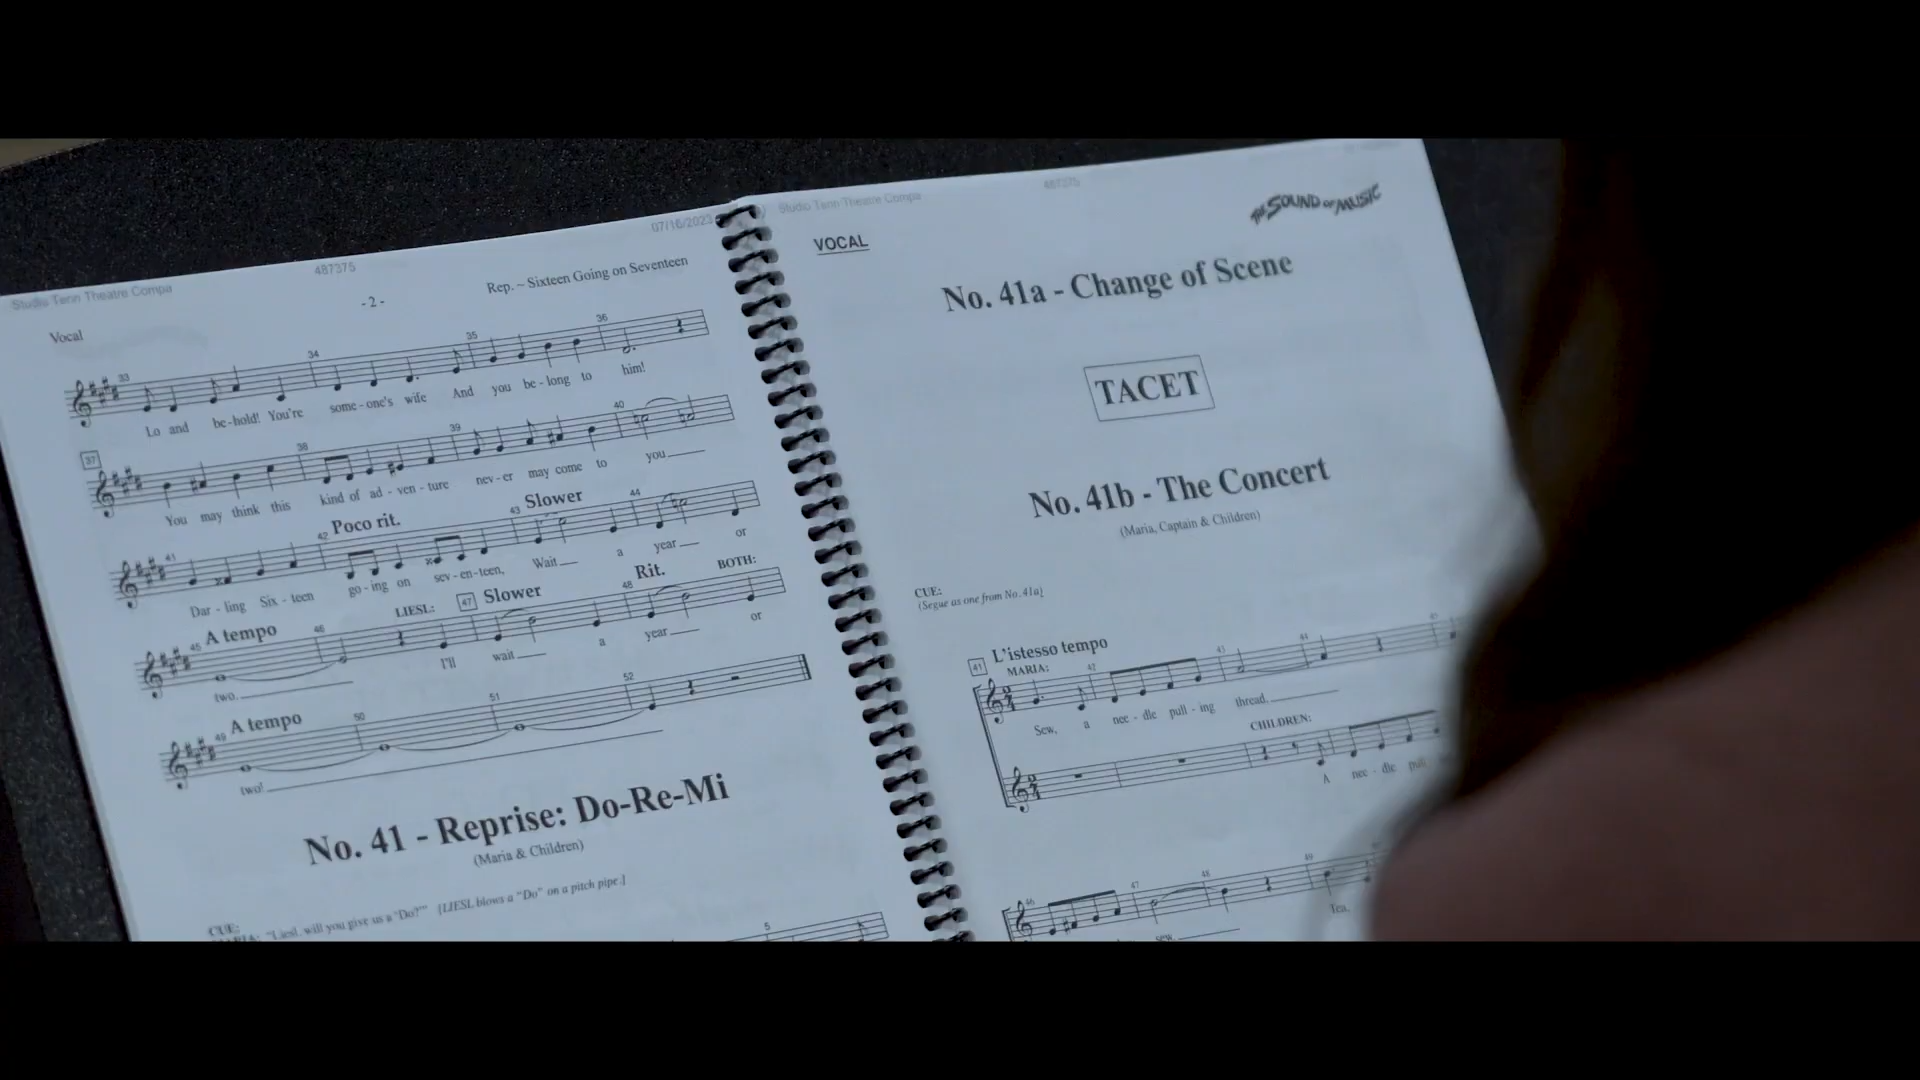 Studio Tenn Theatre Compa 487375 07/16/2023
Vocal - 2 - Rep. ~ Sixteen Going on Seventeen
33 34 35 36
Lo and be - hold! You're some - one's wife And you be - long to him!
37 38 39 40
You may think this kind of ad - ven - ture nev - er may come to you
41 42 Poco rit. 43 Slower 44
Dar - ling Six - teen go - ing on sev - en - teen, Wait a year or
45 A tempo 46 LIESL: 47 Slower 48 Rit. BOTH:
two. I'll wait a year or
49 A tempo 50 51 52
two!
No. 41 - Reprise: Do-Re-Mi
(Maria & Children)
CUE:
MARIA: "Liesl, will you give us a "Do?"" [LIESL blows a "Do" on a pitch pipe.]
5
Studio Tenn Theatre Compa 487375
VOCAL THE SOUND OF MUSIC
No. 41a - Change of Scene
TACET
No. 41b - The Concert
(Maria, Captain & Children)
CUE:
(Segue as one from No. 41a)
41 L'istesso tempo
MARIA: 42 43 44 45
Sew, a nee - dle pull - ing thread.
CHILDREN:
A nee - dle pull
46 47 48 49
sew Tea,